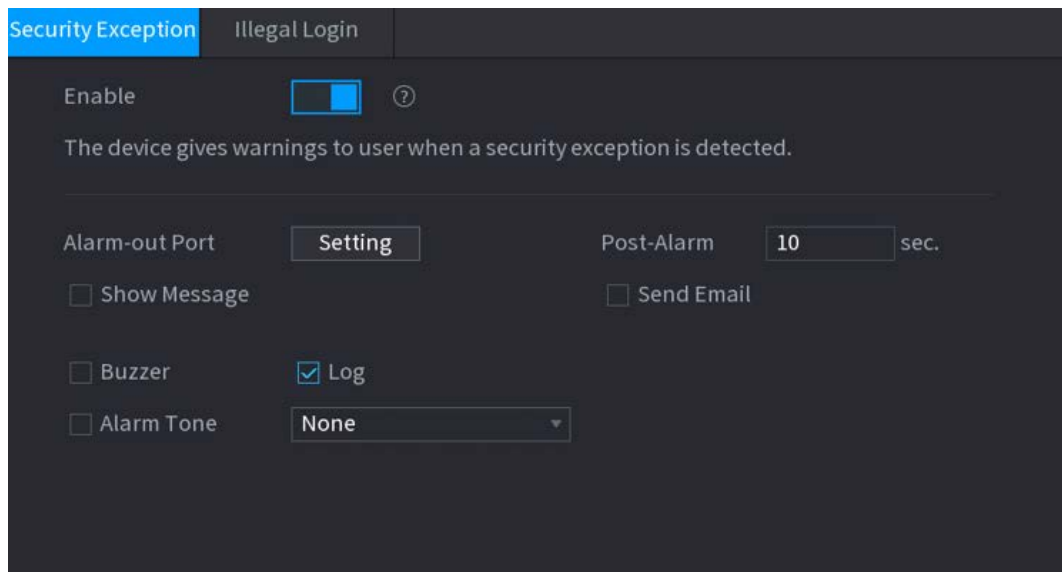 Security Exception Illegal Login
Enable ?
The device gives warnings to user when a security exception is detected.
Alarm-out Port Setting Post-Alarm 10 sec.
Show Message Send Email
Buzzer Log
Alarm Tone None